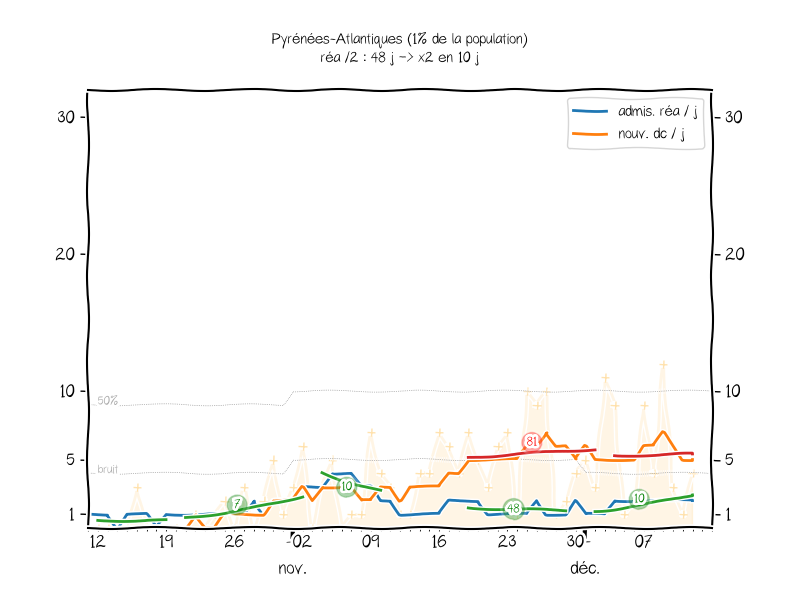 Pyrénées-Atlantiques (1% de la population)
réa /2 : 48 j -> x2 en 10 j
30
30
admis. réa / j
nouv. dc / j
20
20
10
10
50%
5
5
bruit
81
7
10
48
10
1
1
12 19 26 02 09 16 23 30 07
nov. déc.